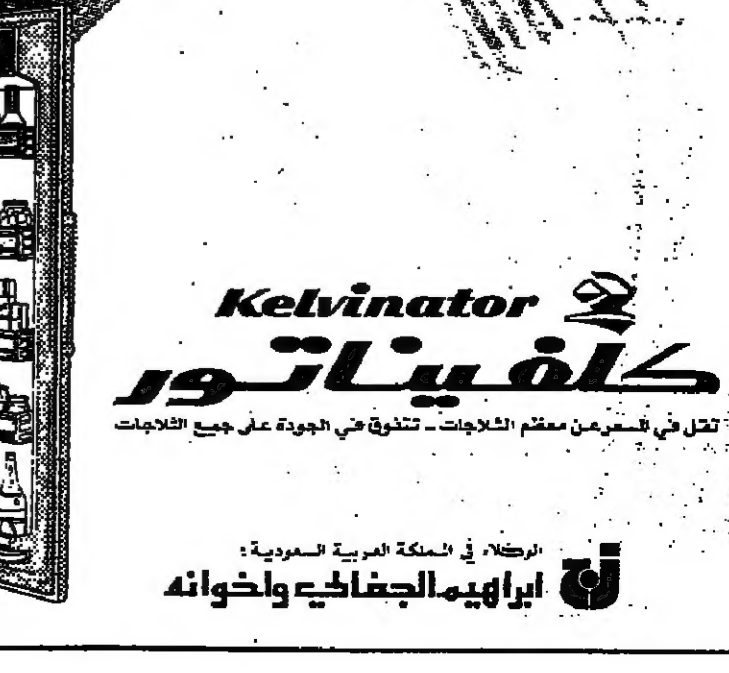 Kelvinator
كلفيناتور
تقل في السعر عن معظم الثلاجات - تتفوق في الجودة على جميع الثلاجات
الوكلاء في المملكة العربية السعودية :
ابراهيم الجفالي واخوانه